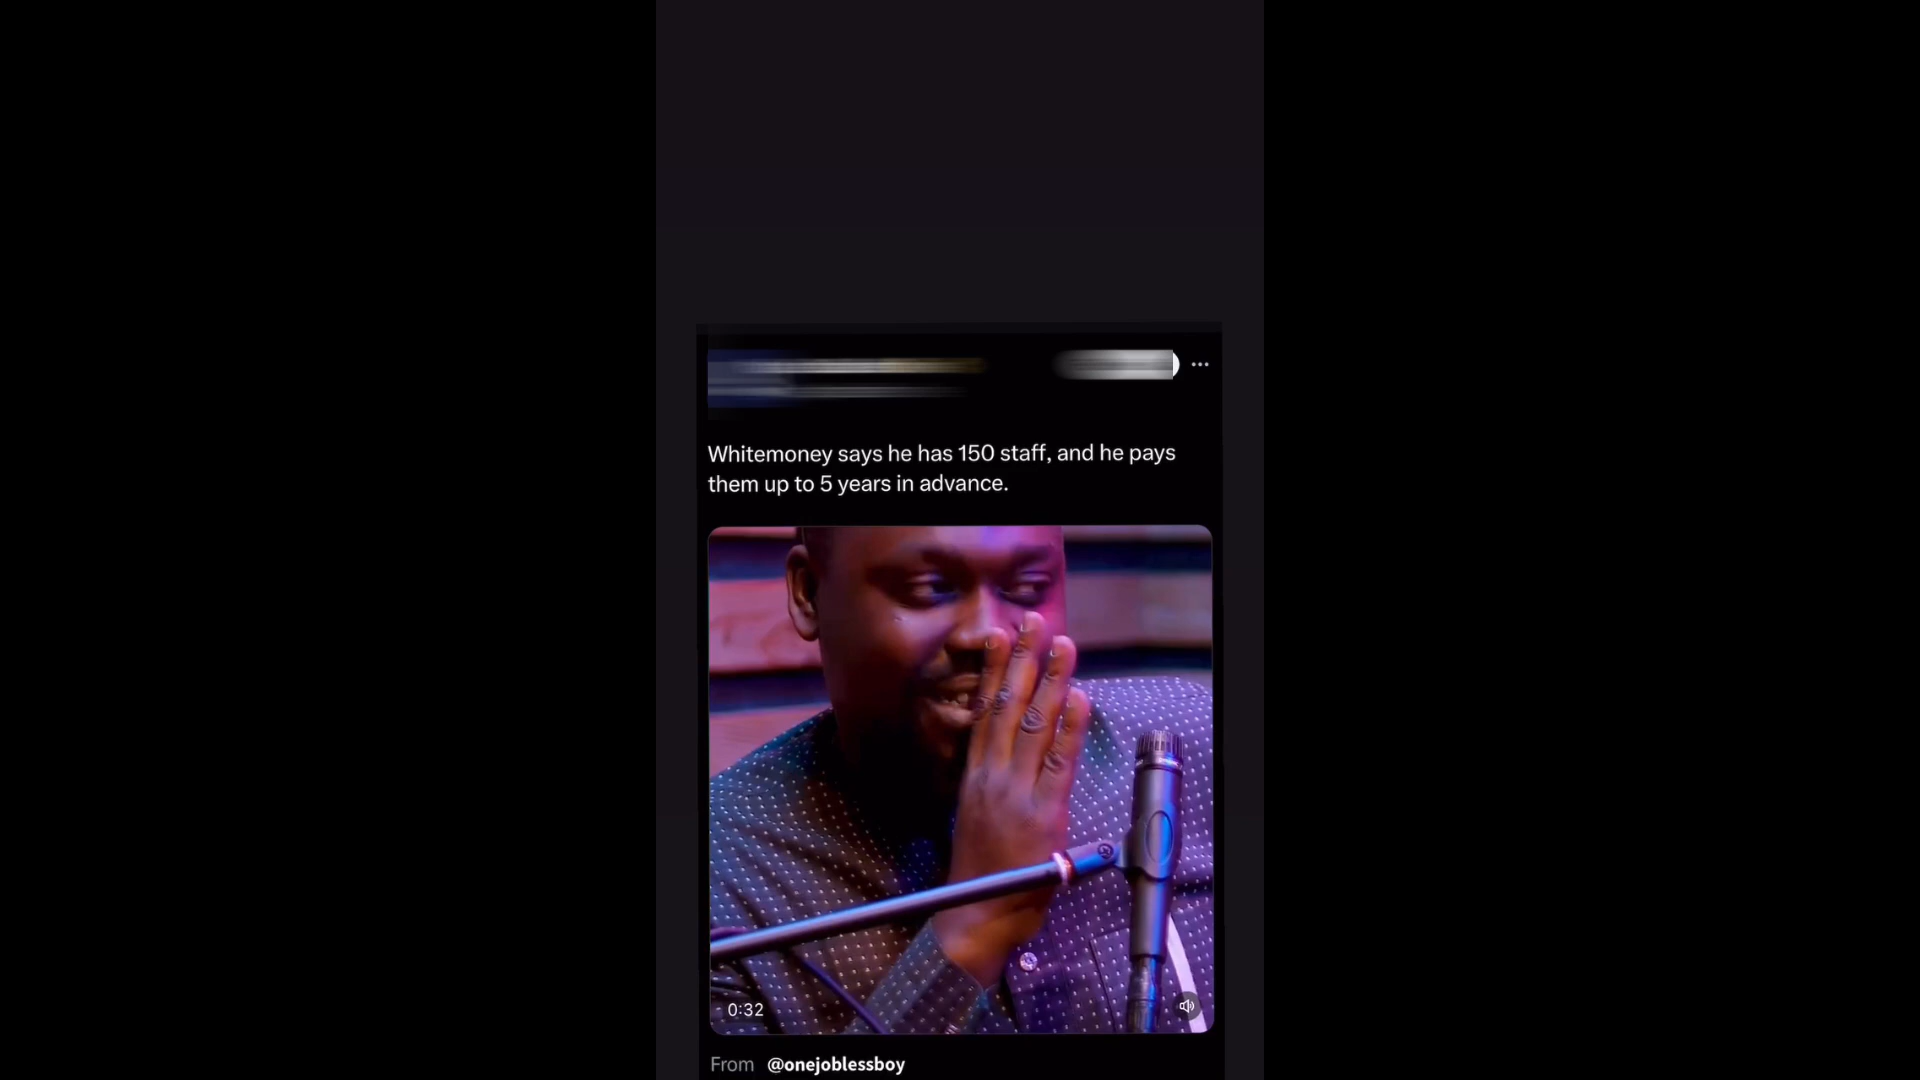 Whitemoney says he has 150 staff, and he pays
them up to 5 years in advance.
0:32
From @onejoblessboy